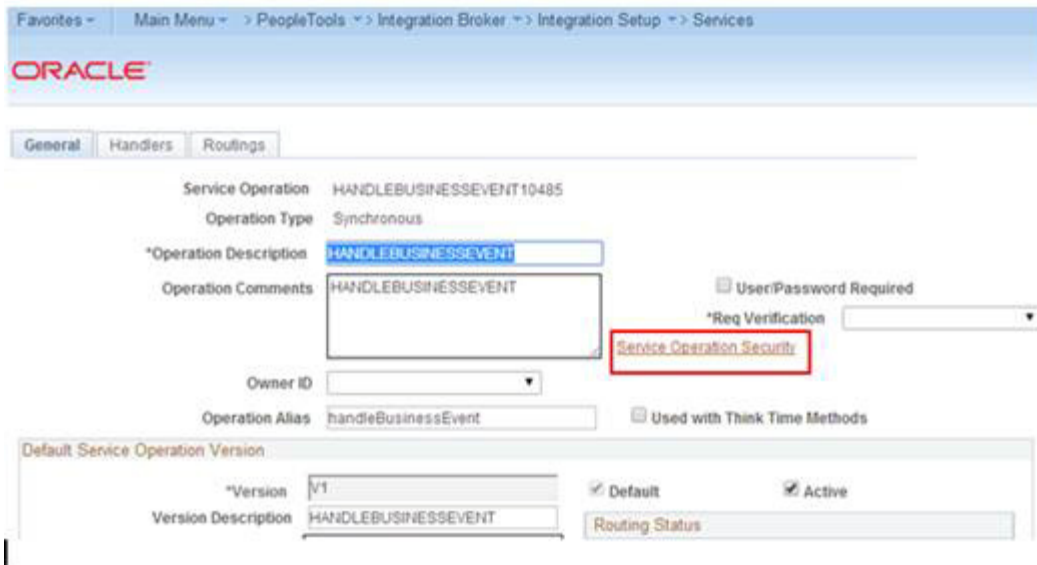 Favorites Main Menu > PeopleTools > Integration Broker > Integration Setup > Services
ORACLE
General Handlers Routings
Service Operation HANDLEBUSINESSEVENT10485
Operation Type Synchronous
*Operation Description HANDLEBUSINESSEVENT
Operation Comments HANDLEBUSINESSEVENT
User/Password Required
*Req Verification
Service Operation Security
Owner ID
Operation Alias handleBusinessEvent
Used with Think Time Methods
Default Service Operation Version
*Version V1
Default Active
Version Description HANDLEBUSINESSEVENT
Routing Status